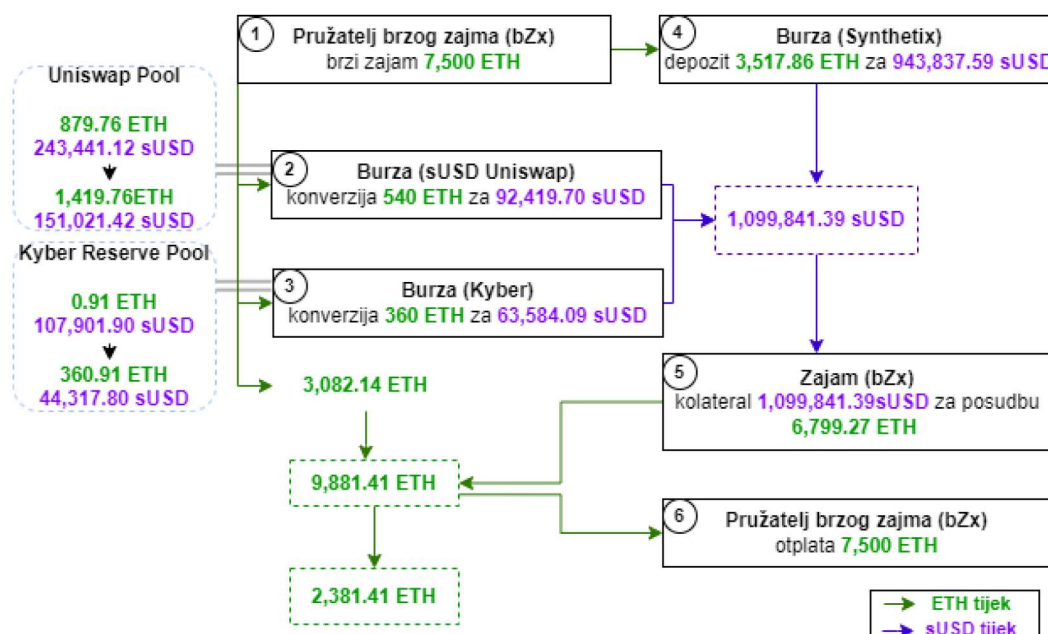 1
Pružatelj brzog zajma (bZx)
brzi zajam 7,500 ETH
4
Burza (Synthetix)
depozit 3,517.86 ETH za 943,837.59 sUSD
Uniswap Pool
879.76 ETH
243,441.12 sUSD
1,419.76ETH
151,021.42 sUSD
2
Burza (sUSD Uniswap)
konverzija 540 ETH za 92,419.70 sUSD
1,099,841.39 sUSD
Kyber Reserve Pool
0.91 ETH
107,901.90 sUSD
360.91 ETH
44,317.80 sUSD
3
Burza (Kyber)
konverzija 360 ETH za 63,584.09 sUSD
3,082.14 ETH
5
Zajam (bZx)
kolateral 1,099,841.39sUSD za posudbu
6,799.27 ETH
9,881.41 ETH
6
Pružatelj brzog zajma (bZx)
otplata 7,500 ETH
2,381.41 ETH
ETH tijek
sUSD tijek